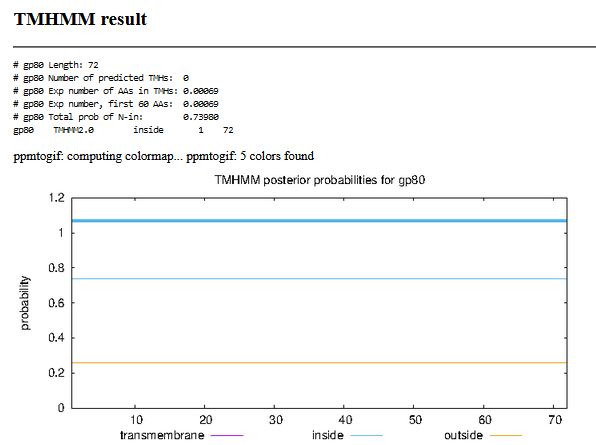 TMHMM result
# gp80 Length: 72
# gp80 Number of predicted TMHs: 0
# gp80 Exp number of AAs in TMHs: 0.00069
# gp80 Exp number, first 60 AAs: 0.00069
# gp80 Total prob of N-in: 0.73980
gp80 TMHMM2.0 inside 1 72
ppmtogif: computing colormap... ppmtogif: 5 colors found
TMHMM posterior probabilities for gp80
1.2
1
0.8
0.6
0.4
0.2
0
probability
10 20 30 40 50 60 70
transmembrane inside outside